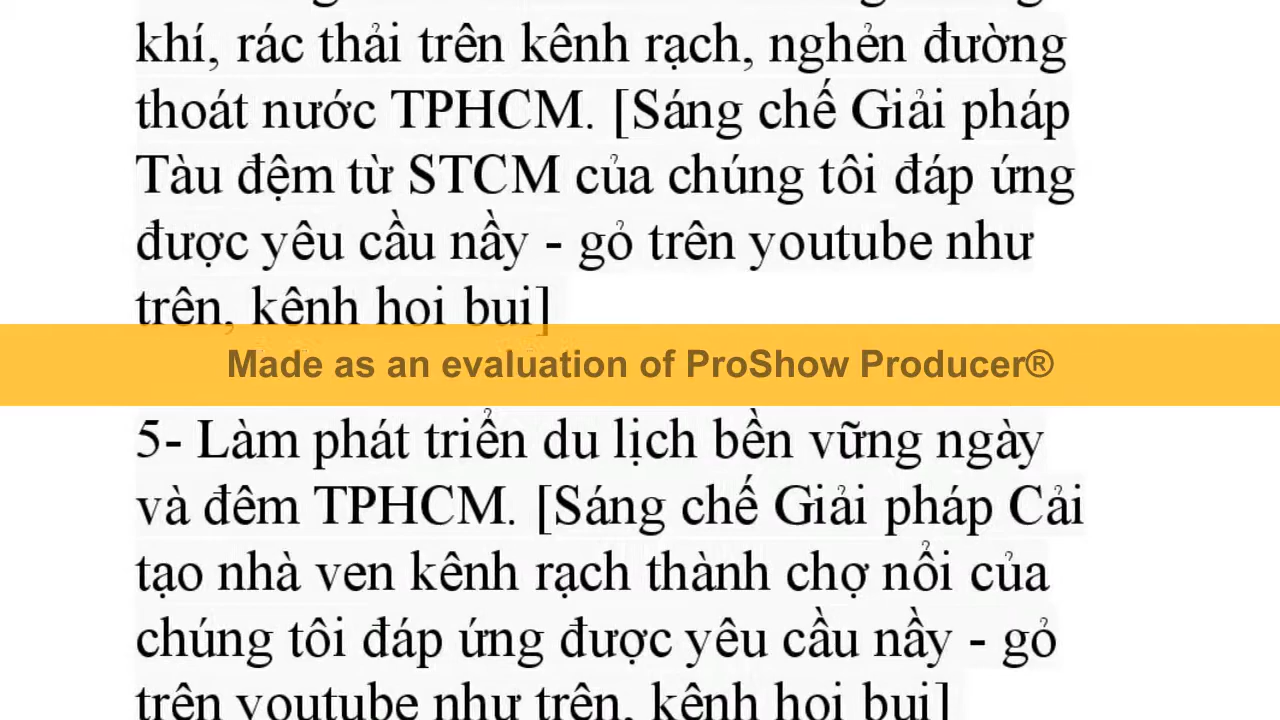 khí, rác thải trên kênh rạch, nghẻn đường
thoát nước TPHCM. [Sáng chế Giải pháp
Tàu đệm từ STCM của chúng tôi đáp ứng
được yêu cầu nầy - gỏ trên youtube như
trên, kênh hoi bui]
Made as an evaluation of ProShow Producer®
5- Làm phát triển du lịch bền vững ngày
và đêm TPHCM. [Sáng chế Giải pháp Cải
tạo nhà ven kênh rạch thành chợ nổi của
chúng tôi đáp ứng được yêu cầu nầy - gỏ
trên youtube như trên, kênh hoi bui]